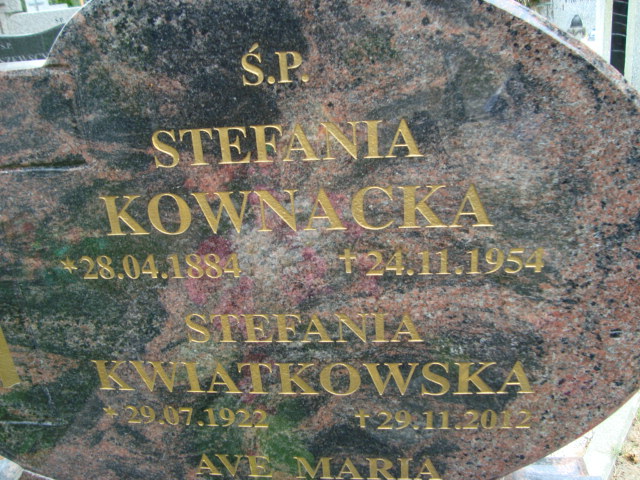 Ś.P.
STEFANIA
KOWNACKA
*28.04.1884 †24.11.1954
STEFANIA
KWIATKOWSKA
*29.07.1922 †29.11.2012
AVE MARIA